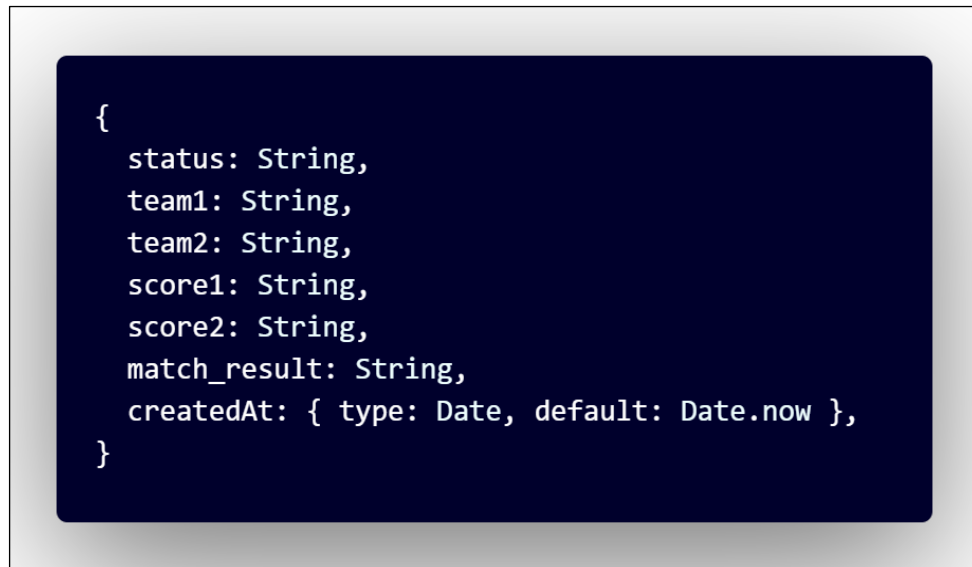 {
  status: String,
  team1: String,
  team2: String,
  score1: String,
  score2: String,
  match_result: String,
  createdAt: { type: Date, default: Date.now },
}